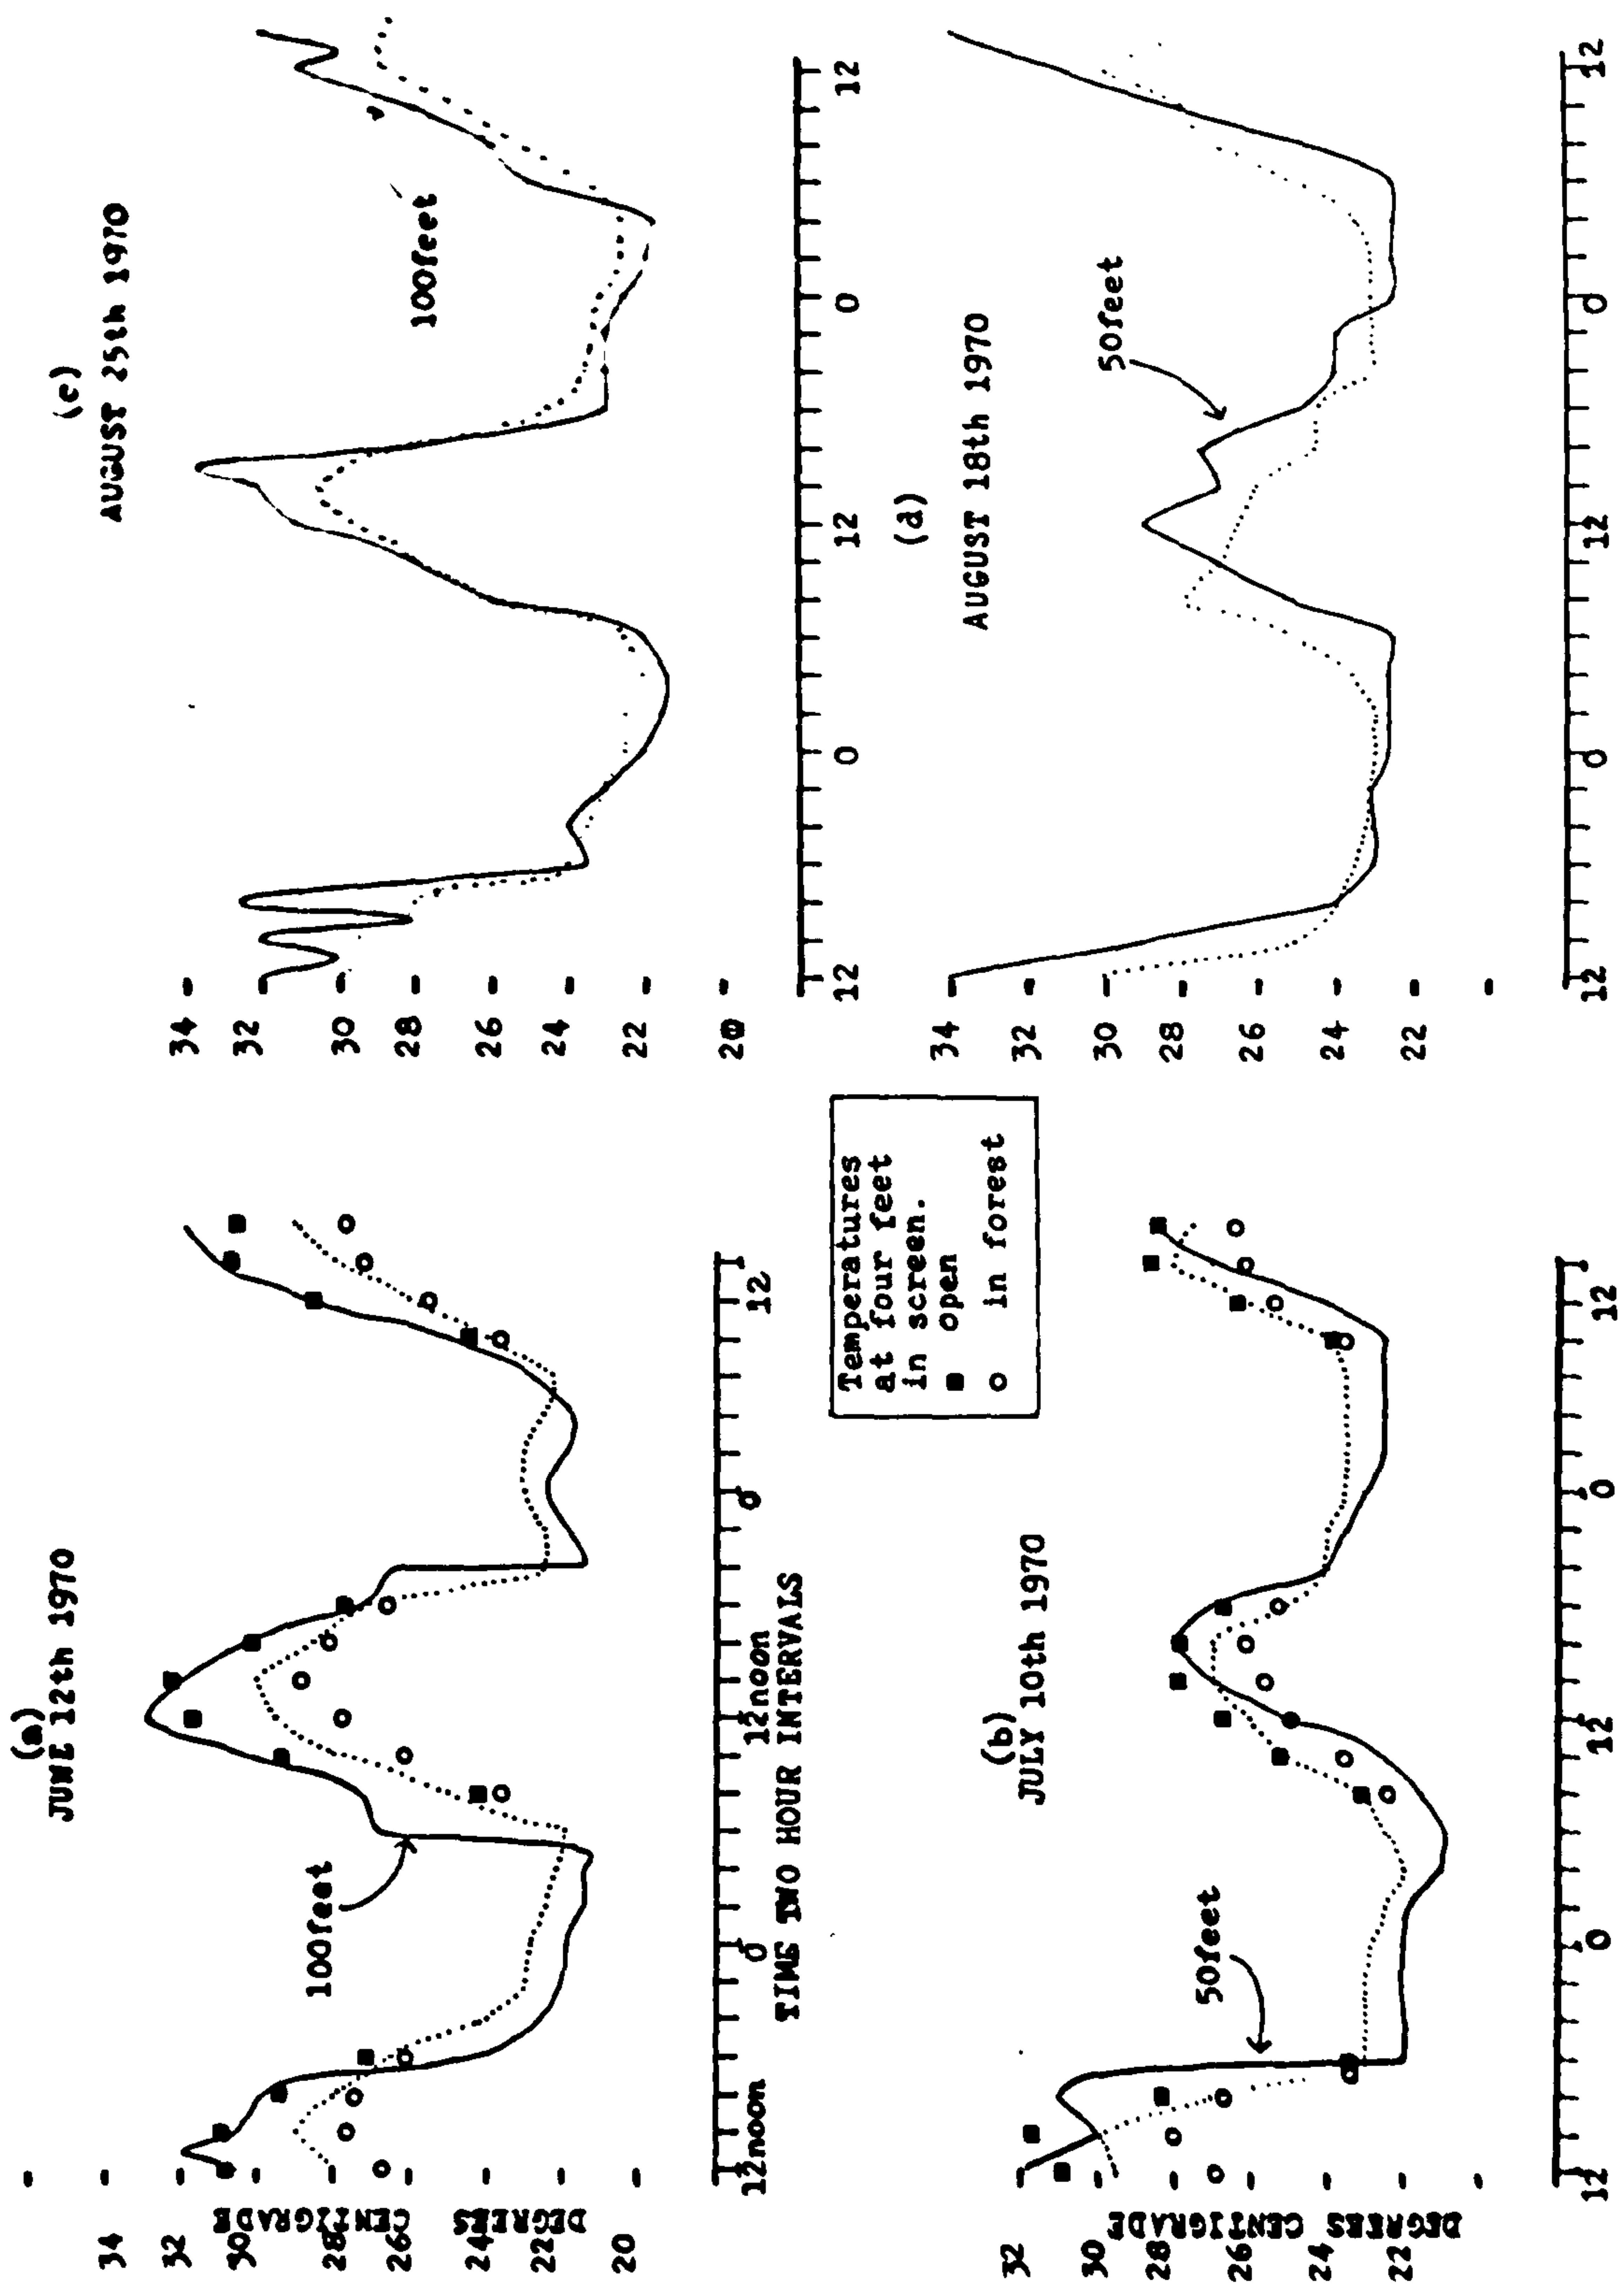 (a)
JUNE 12th 1970
34
32
30
28
26
24
22
20
DEGREES CENTIGRADE
100feet
12noon
0
12noon
0
12
TIME TWO HOUR INTERVALS
(c)
AUGUST 25th 1970
34
32
30
28
26
24
22
20
100feet
12
0
12
0
12
Temperatures
at four feet
in screen.
open
in forest
(b)
JULY 10th 1970
32
30
28
26
24
22
DEGREES CENTIGRADE
50feet
12
0
12
0
12
(d)
AUGUST 18th 1970
34
32
30
28
26
24
22
50feet
12
0
12
0
12